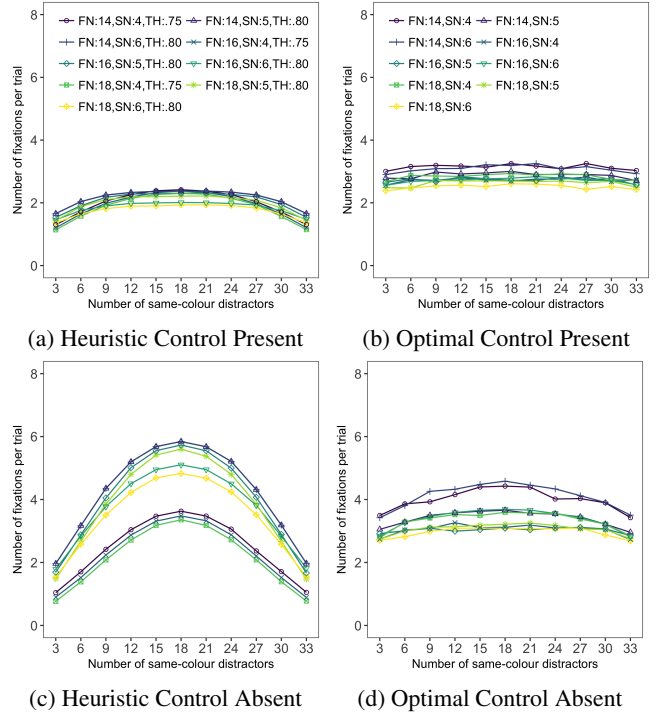 FN:14,SN:4,TH:.75 FN:14,SN:5,TH:.80
FN:14,SN:6,TH:.80 FN:16,SN:4,TH:.75
FN:16,SN:5,TH:.80 FN:16,SN:6,TH:.80
FN:18,SN:4,TH:.75 FN:18,SN:5,TH:.80
FN:18,SN:6,TH:.80
Number of fixations per trial
8
6
4
2
0
3 6 9 12 15 18 21 24 27 30 33
Number of same-colour distractors
(a) Heuristic Control Present
FN:14,SN:4 FN:14,SN:5
FN:14,SN:6 FN:16,SN:4
FN:16,SN:5 FN:16,SN:6
FN:18,SN:4 FN:18,SN:5
FN:18,SN:6
Number of fixations per trial
8
6
4
2
0
3 6 9 12 15 18 21 24 27 30 33
Number of same-colour distractors
(b) Optimal Control Present
Number of fixations per trial
8
6
4
2
0
3 6 9 12 15 18 21 24 27 30 33
Number of same-colour distractors
(c) Heuristic Control Absent
Number of fixations per trial
8
6
4
2
0
3 6 9 12 15 18 21 24 27 30 33
Number of same-colour distractors
(d) Optimal Control Absent